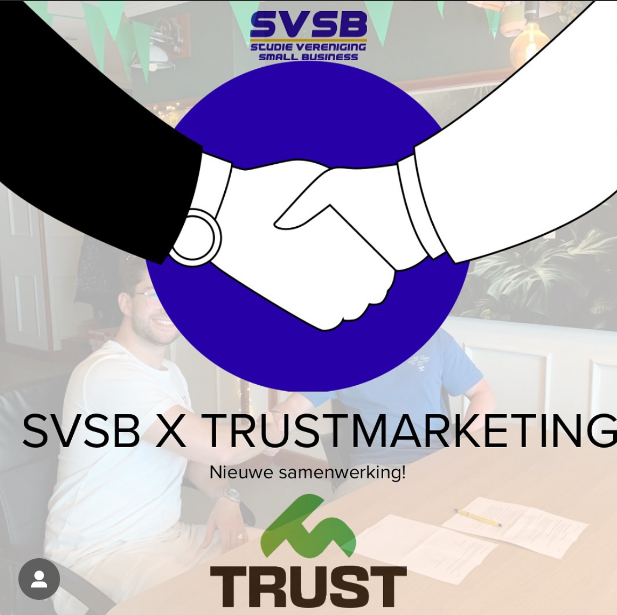 SVSB
STUDIE VERENIGING
SMALL BUSINESS
SVSB X TRUSTMARKETING
Nieuwe samenwerking!
TRUST